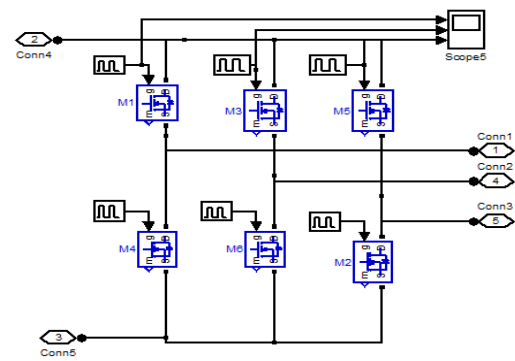 2
Conn4
Scope5
g D
m S
M1
g D
m S
M3
g D
m S
M5
Conn1
1
Conn2
4
Conn3
5
g D
m S
M4
g D
m S
M6
g D
m S
M2
3
Conn5